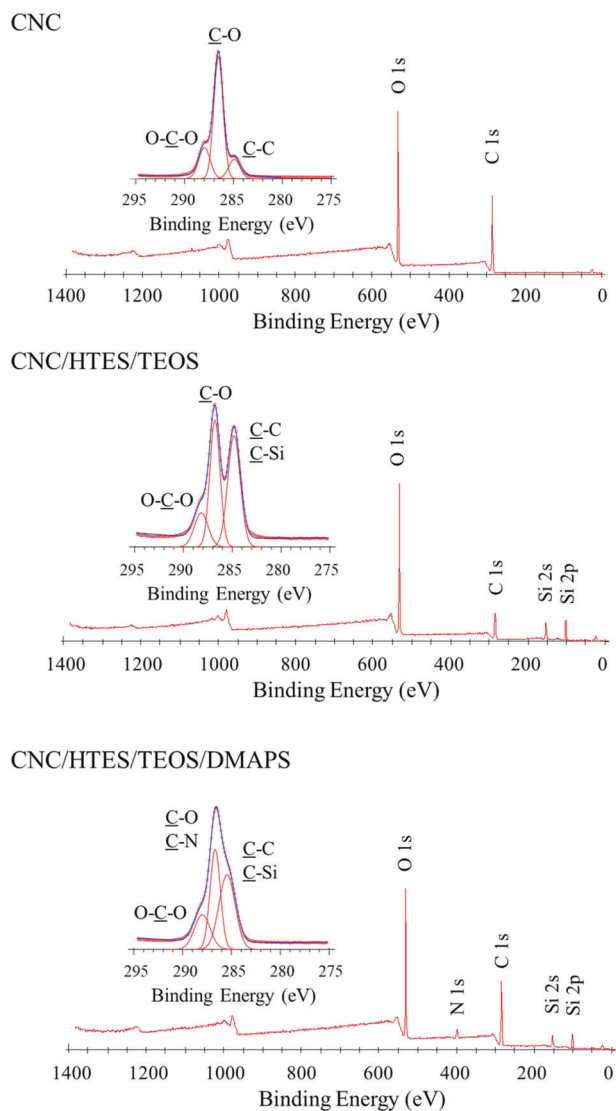 CNC
C-O
O-C-O
C-C
O 1s
C 1s
295 290 285 280 275
Binding Energy (eV)
1400 1200 1000 800 600 400 200 0
Binding Energy (eV)
CNC/HTES/TEOS
C-O
C-C
C-Si
O-C-O
O 1s
C 1s
Si 2s
Si 2p
295 290 285 280 275
Binding Energy (eV)
1400 1200 1000 800 600 400 200 0
Binding Energy (eV)
CNC/HTES/TEOS/DMAPS
C-O
C-N
C-C
C-Si
O-C-O
O 1s
N 1s
C 1s
Si 2s
Si 2p
295 290 285 280 275
Binding Energy (eV)
1400 1200 1000 800 600 400 200 0
Binding Energy (eV)